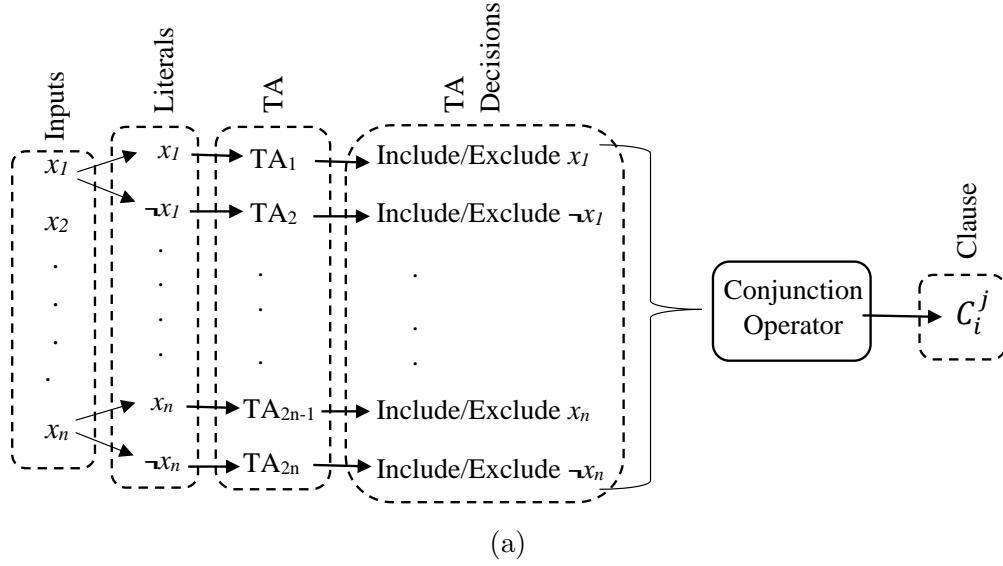 Inputs
Literals
TA
TA
Decisions
Clause
x1
x2
.
.
.
.
xn
x1
¬x1
.
.
.
.
xn
¬xn
TA1
TA2
.
.
.
TA2n-1
TA2n
Include/Exclude x1
Include/Exclude ¬x1
.
.
.
Include/Exclude xn
Include/Exclude ¬xn
Conjunction
Operator
C_i^j
(a)